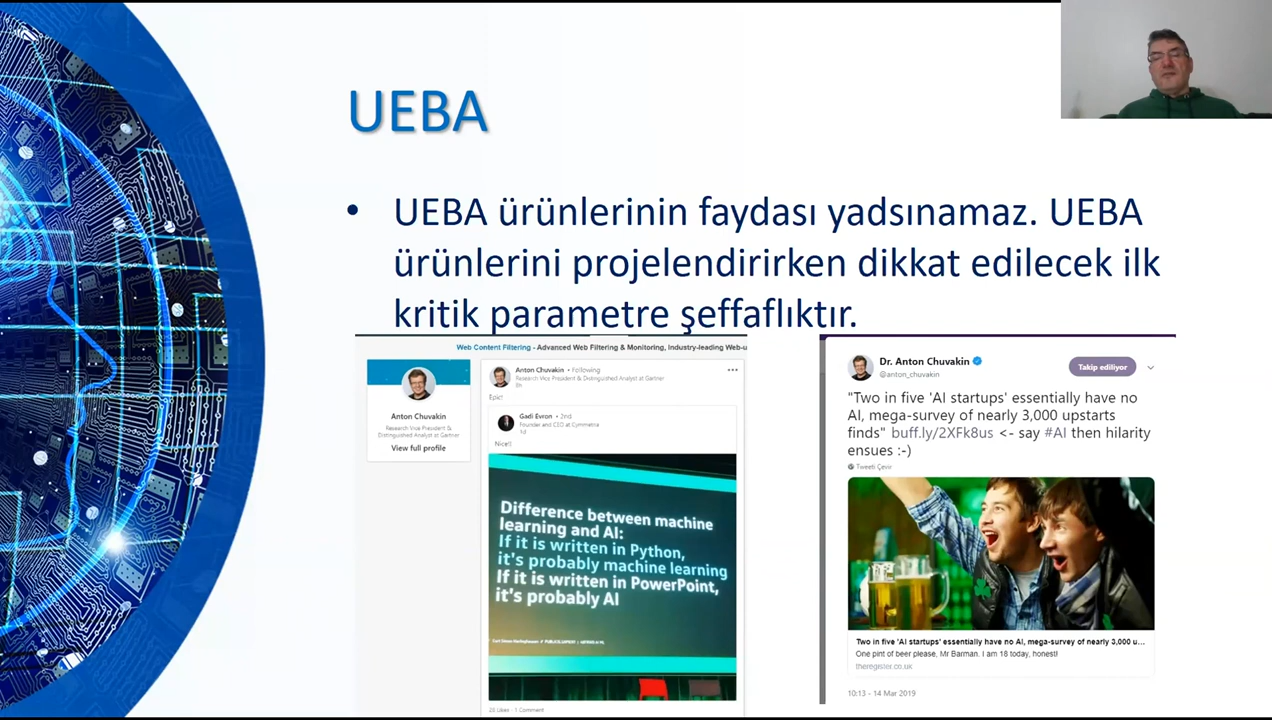 UEBA
• UEBA ürünlerinin faydası yadsınamaz. UEBA
ürünlerini projelendirirken dikkat edilecek ilk
kritik parametre şeffaflıktır.
Web Content Filtering - Advanced Web Filtering & Monitoring, Industry-leading Web-u
Anton Chuvakin
Research Vice President &
Distinguished Analyst at Gartner
View full profile
Anton Chuvakin • Following
Research Vice President & Distinguished Analyst at Gartner
8h
Epic!
Gadi Evron • 2nd
Founder and CEO at Cymmetria
1d
Nice!!
Difference between machine
learning and AI:
If it is written in Python,
it's probably machine learning
If it is written in PowerPoint,
it's probably AI
28 Likes · 1 Comment
Dr. Anton Chuvakin
@anton_chuvakin
Takip ediliyor
"Two in five 'AI startups' essentially have no
AI, mega-survey of nearly 3,000 upstarts
finds" buff.ly/2XFk8us <- say #AI then hilarity
ensues :-)
Tweeti Çevir
Two in five 'AI startups' essentially have no AI, mega-survey of nearly 3,000 u...
One pint of beer please, Mr Barman. I am 18 today, honest!
theregister.co.uk
10:13 - 14 Mar 2019